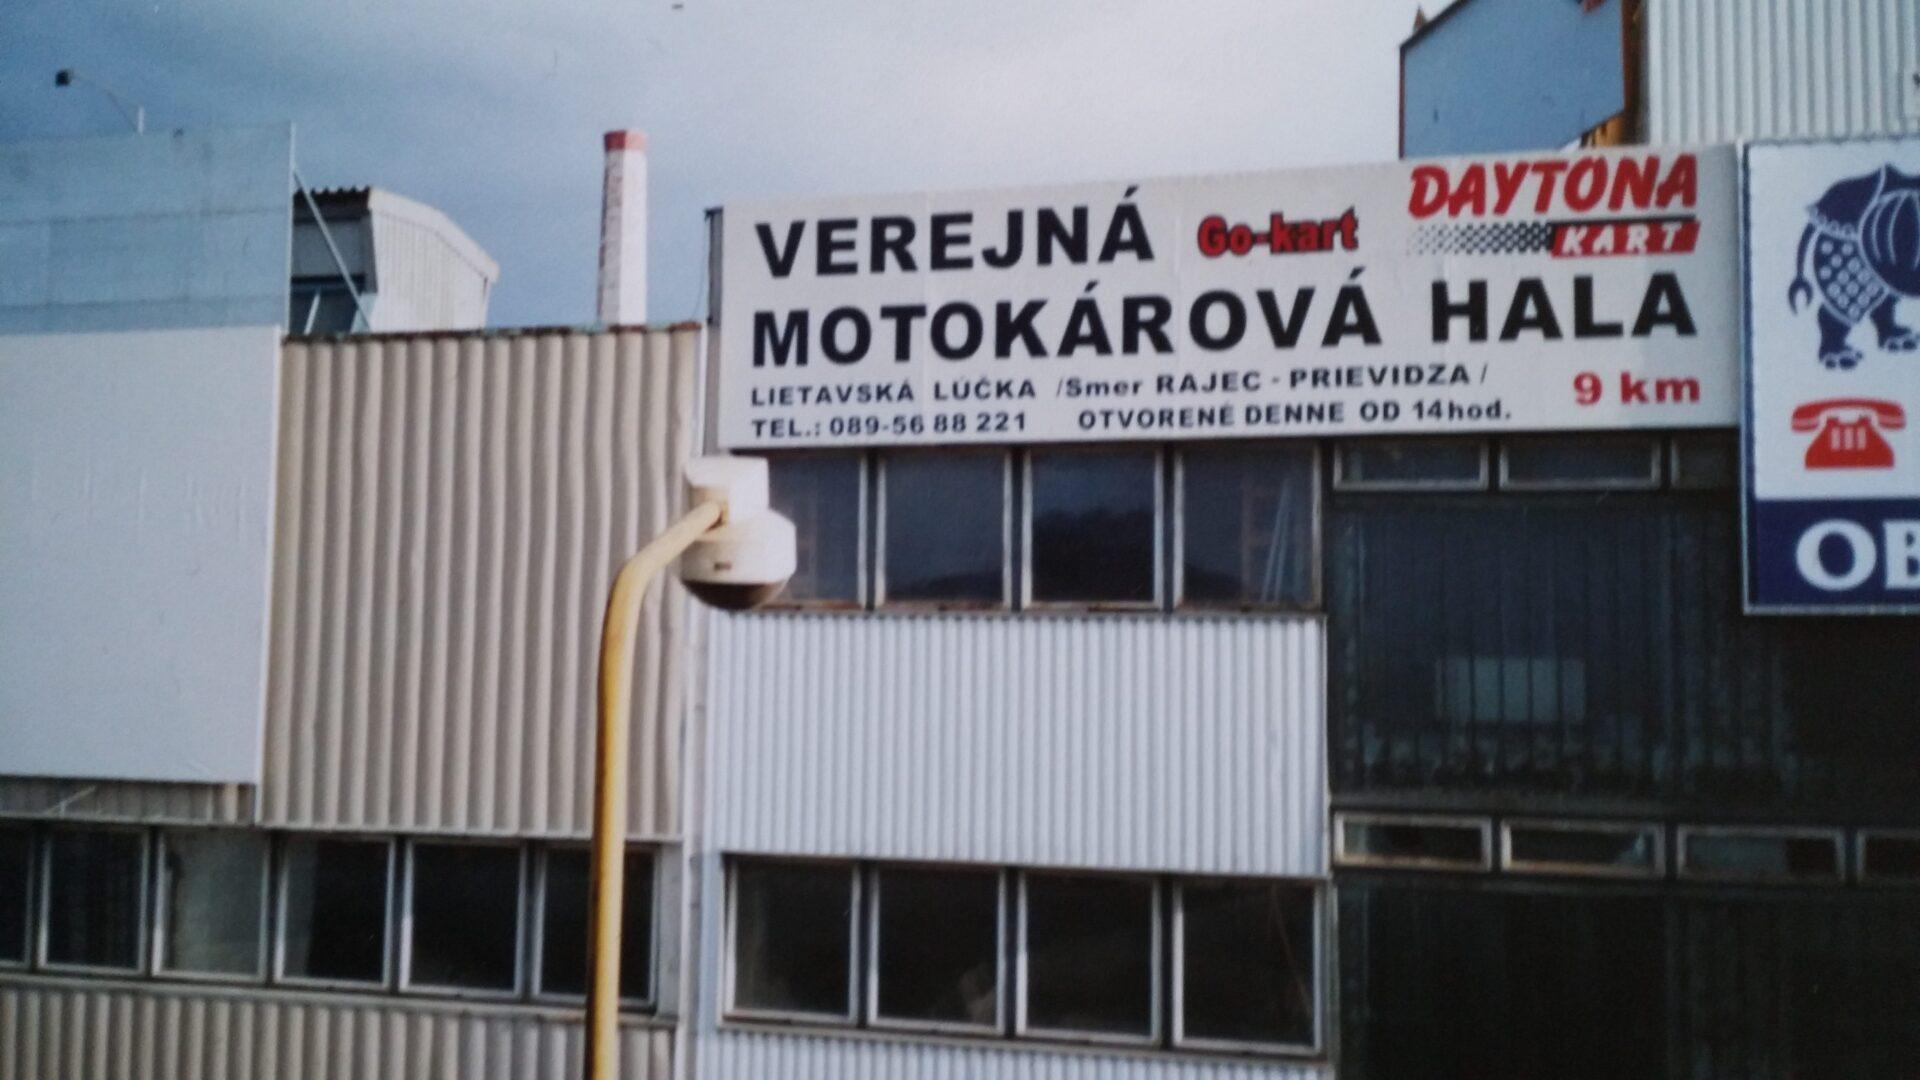 VEREJNÁ Go-kart DAYTONA
KART
MOTOKÁROVÁ HALA
LIETAVSKÁ LÚČKA /Smer RAJEC - PRIEVIDZA / 9 km
TEL.: 089-56 88 221 OTVORENÉ DENNE OD 14hod.
OB